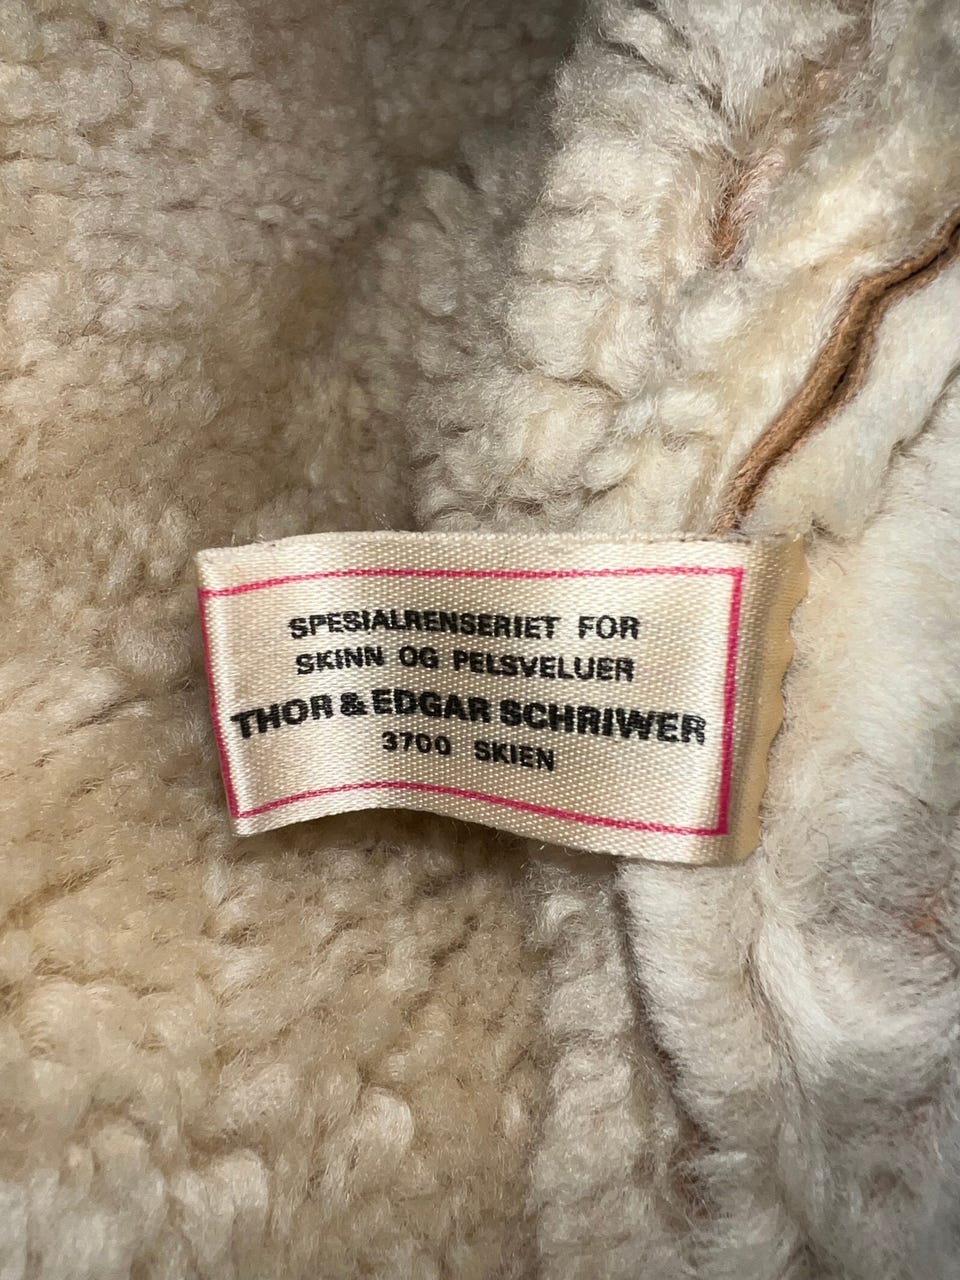 SPESIALRENSERIET FOR
SKINN OG PELSVELUER
THOR & EDGAR SCHRIWER
3700 SKIEN